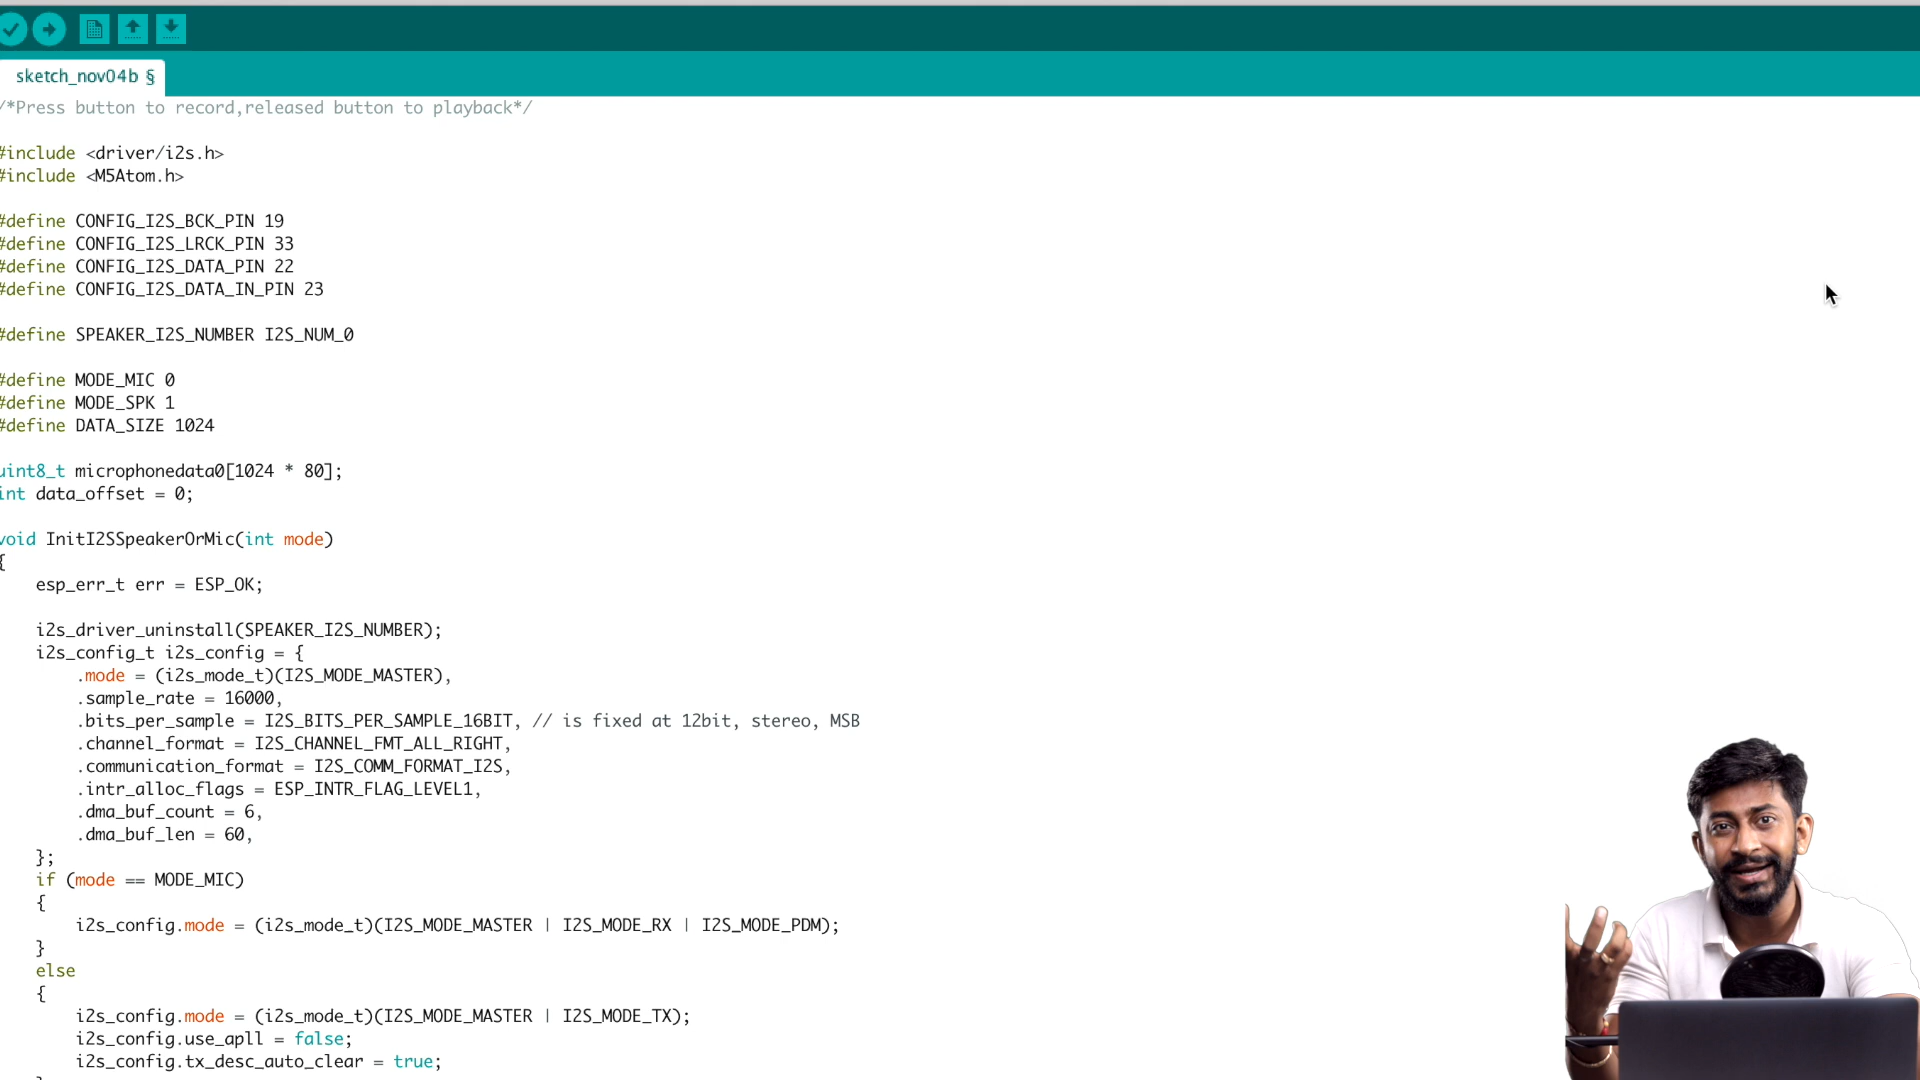 sketch_nov04b §
/*Press button to record,released button to playback*/
#include <driver/i2s.h>
#include <M5Atom.h>
#define CONFIG_I2S_BCK_PIN 19
#define CONFIG_I2S_LRCK_PIN 33
#define CONFIG_I2S_DATA_PIN 22
#define CONFIG_I2S_DATA_IN_PIN 23
#define SPEAKER_I2S_NUMBER I2S_NUM_0
#define MODE_MIC 0
#define MODE_SPK 1
#define DATA_SIZE 1024
uint8_t microphonedata0[1024 * 80];
int data_offset = 0;
void InitI2SSpeakerOrMic(int mode)
{
esp_err_t err = ESP_OK;
i2s_driver_uninstall(SPEAKER_I2S_NUMBER);
i2s_config_t i2s_config = {
.mode = (i2s_mode_t)(I2S_MODE_MASTER),
.sample_rate = 16000,
.bits_per_sample = I2S_BITS_PER_SAMPLE_16BIT, // is fixed at 12bit, stereo, MSB
.channel_format = I2S_CHANNEL_FMT_ALL_RIGHT,
.communication_format = I2S_COMM_FORMAT_I2S,
.intr_alloc_flags = ESP_INTR_FLAG_LEVEL1,
.dma_buf_count = 6,
.dma_buf_len = 60,
};
if (mode == MODE_MIC)
{
i2s_config.mode = (i2s_mode_t)(I2S_MODE_MASTER | I2S_MODE_RX | I2S_MODE_PDM);
}
else
{
i2s_config.mode = (i2s_mode_t)(I2S_MODE_MASTER | I2S_MODE_TX);
i2s_config.use_apll = false;
i2s_config.tx_desc_auto_clear = true;